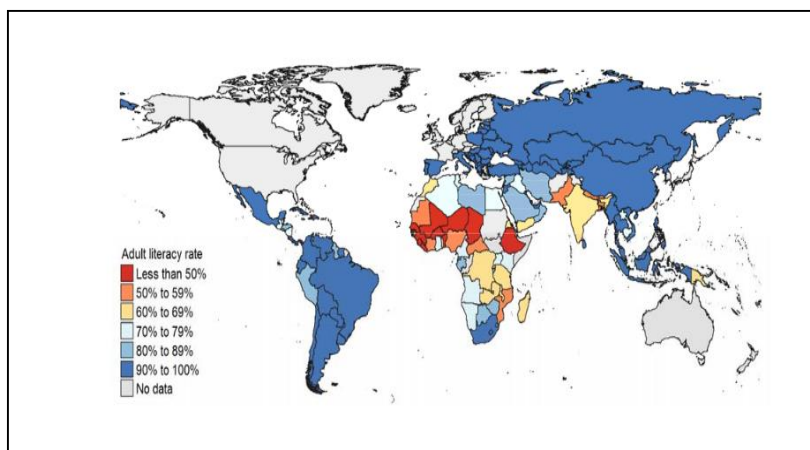 Adult literacy rate
Less than 50%
50% to 59%
60% to 69%
70% to 79%
80% to 89%
90% to 100%
No data